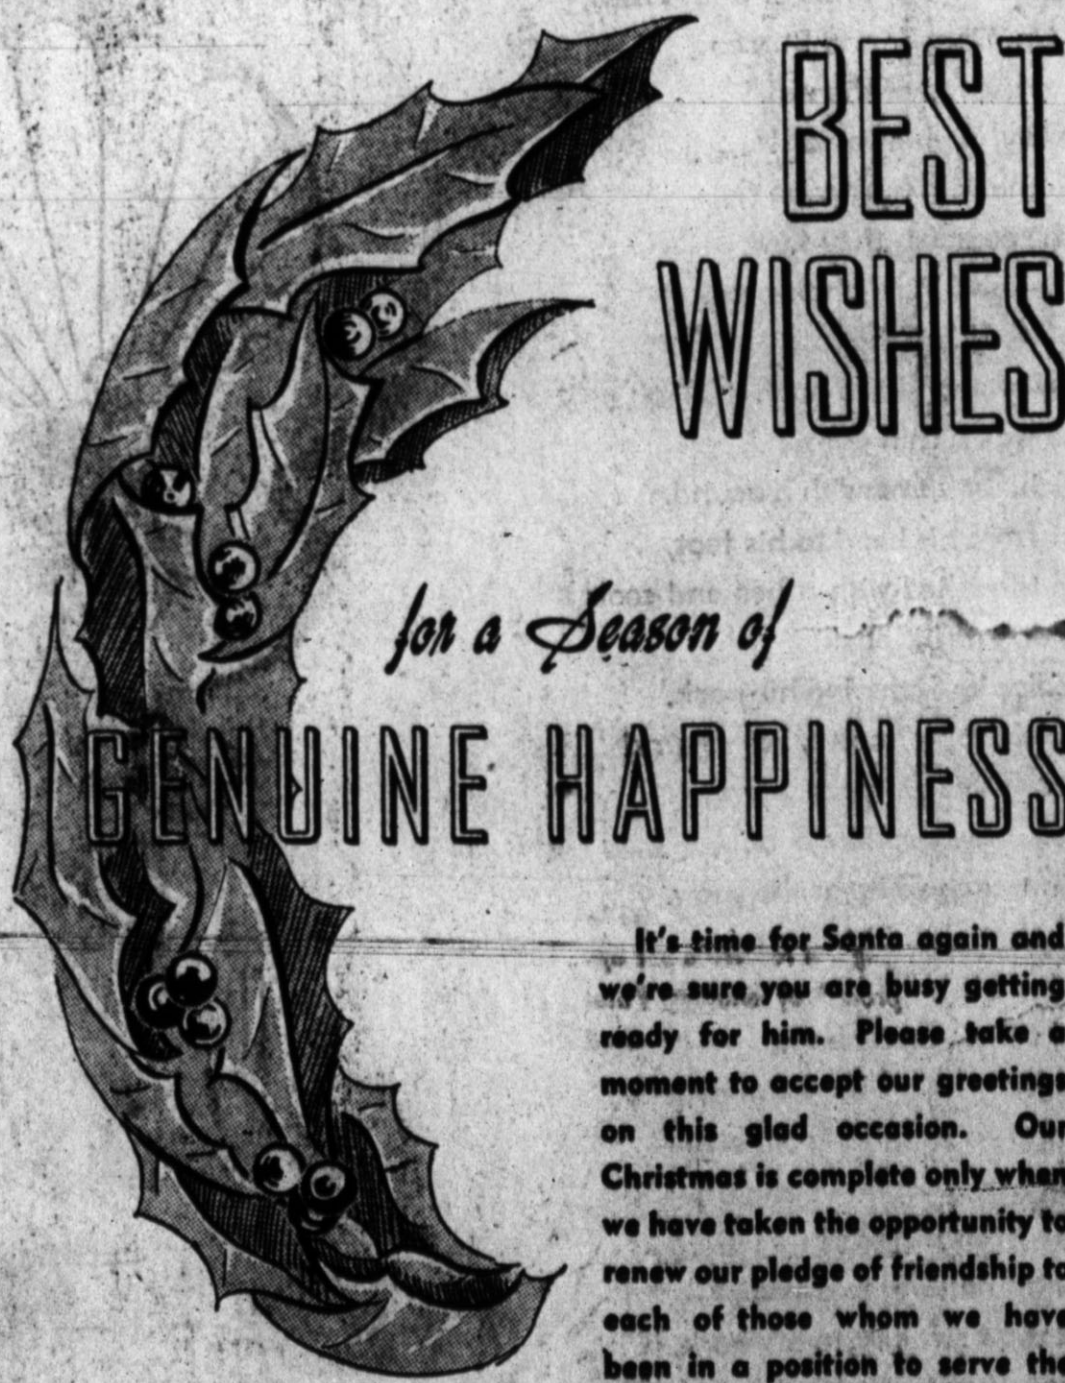 BEST
WISHES
for a Season of
GENUINE HAPPINESS
It's time for Santa again and
we're sure you are busy getting
ready for him. Please take a
moment to accept our greetings
on this glad occasion. Our
Christmas is complete only when
we have taken the opportunity to
renew our pledge of friendship to
each of those whom we have
been in a position to serve the